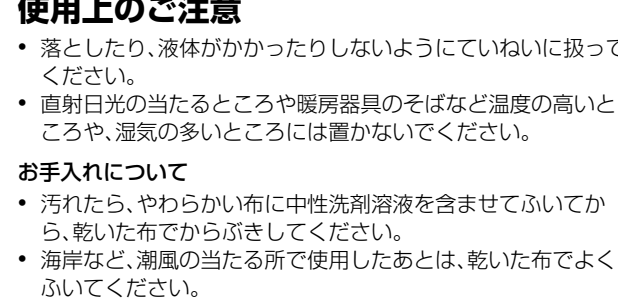 使用上のご注意
• 落としたり、液体がかかったりしないようにていねいに扱って
ください。
• 直射日光の当たるところや暖房器具のそばなど温度の高いと
ころや、湿気の多いところには置かないでください。
お手入れについて
• 汚れたら、やわらかい布に中性洗剤溶液を含ませてふいてか
ら、乾いた布でからぶきしてください。
• 海岸など、潮風の当たる所で使用したあとは、乾いた布でよく
ふいてください。